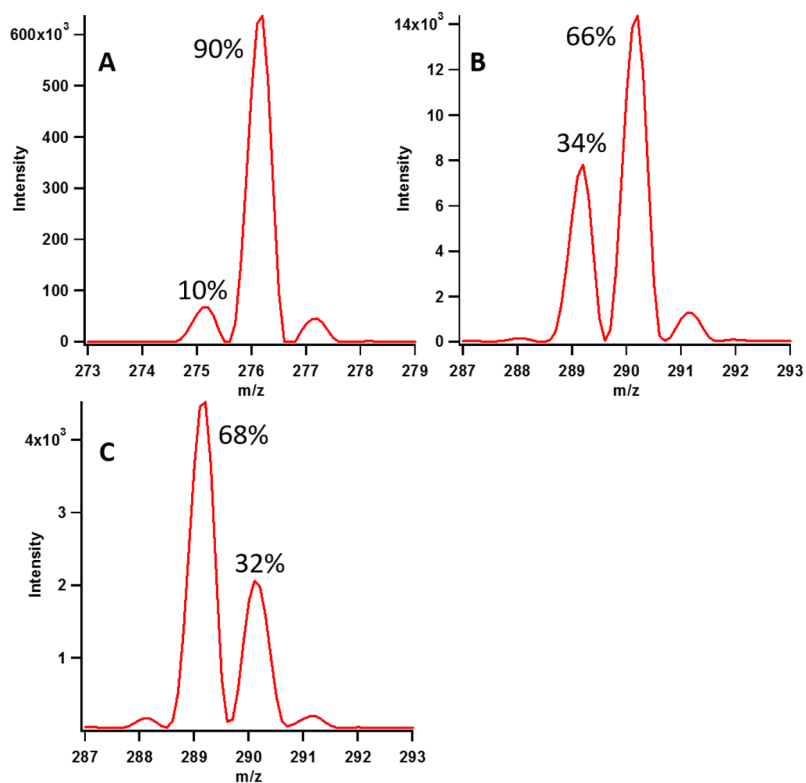 A
600x10³
500
400
300
200
100
0
Intensity
90%
10%
273 274 275 276 277 278 279
m/z
B
14x10³
12
10
8
6
4
2
0
Intensity
66%
34%
287 288 289 290 291 292 293
m/z
C
4x10³
3
2
1
Intensity
68%
32%
287 288 289 290 291 292 293
m/z